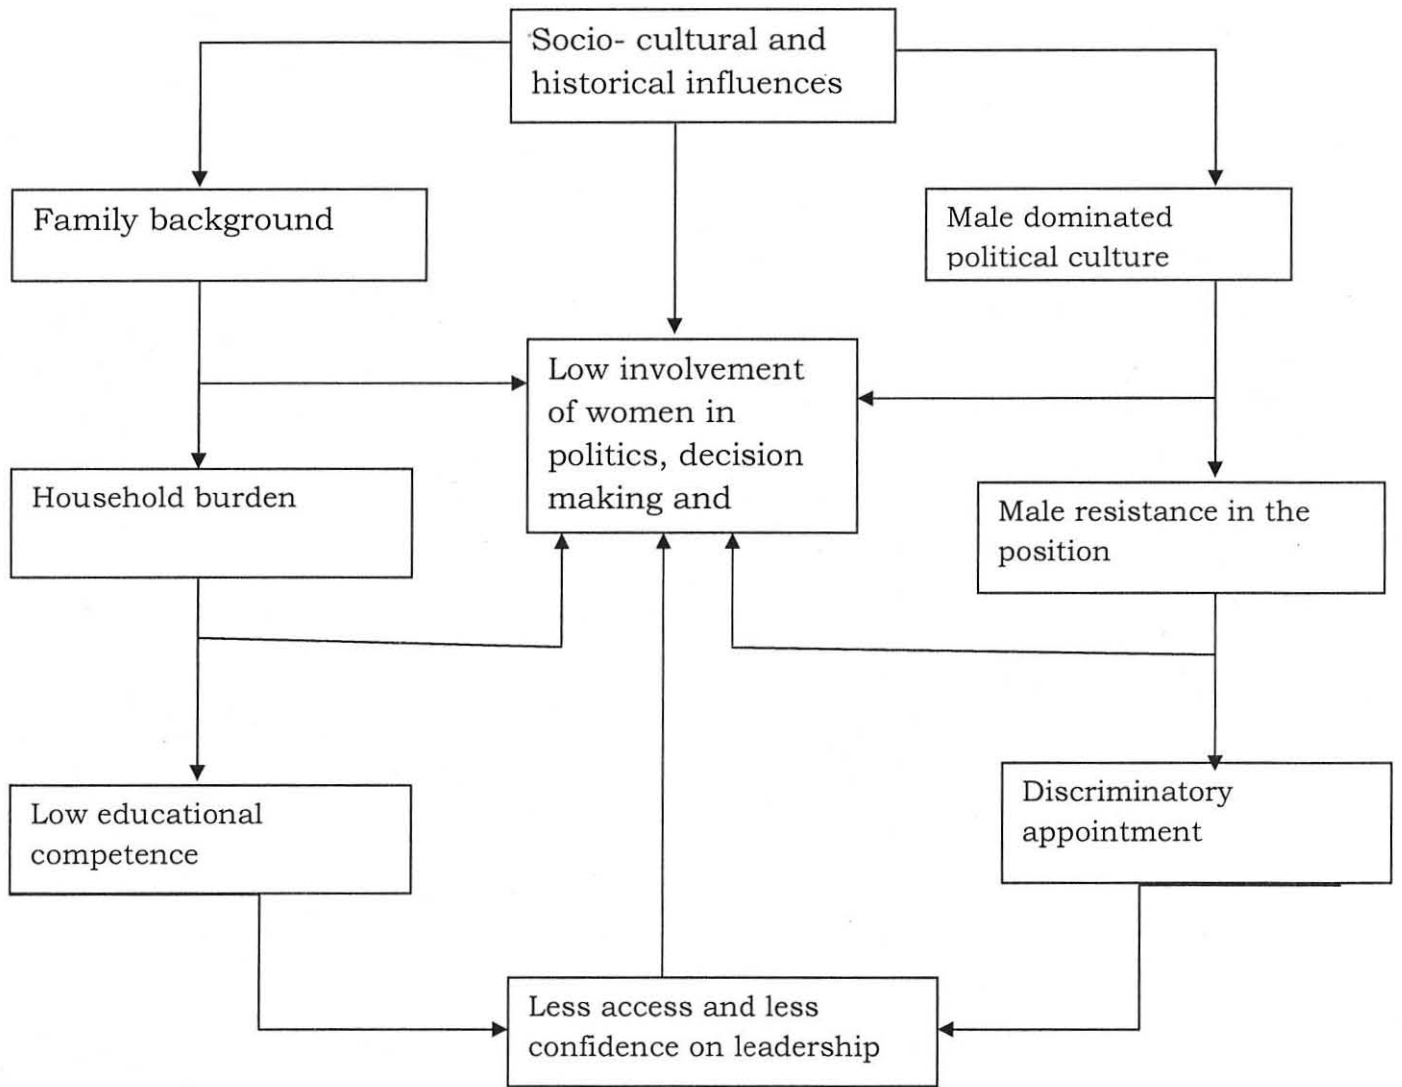 Socio- cultural and
historical influences
Family background
Male dominated
political culture
Low involvement
of women in
politics, decision
making and
Household burden
Male resistance in the
position
Low educational
competence
Discriminatory
appointment
Less access and less
confidence on leadership